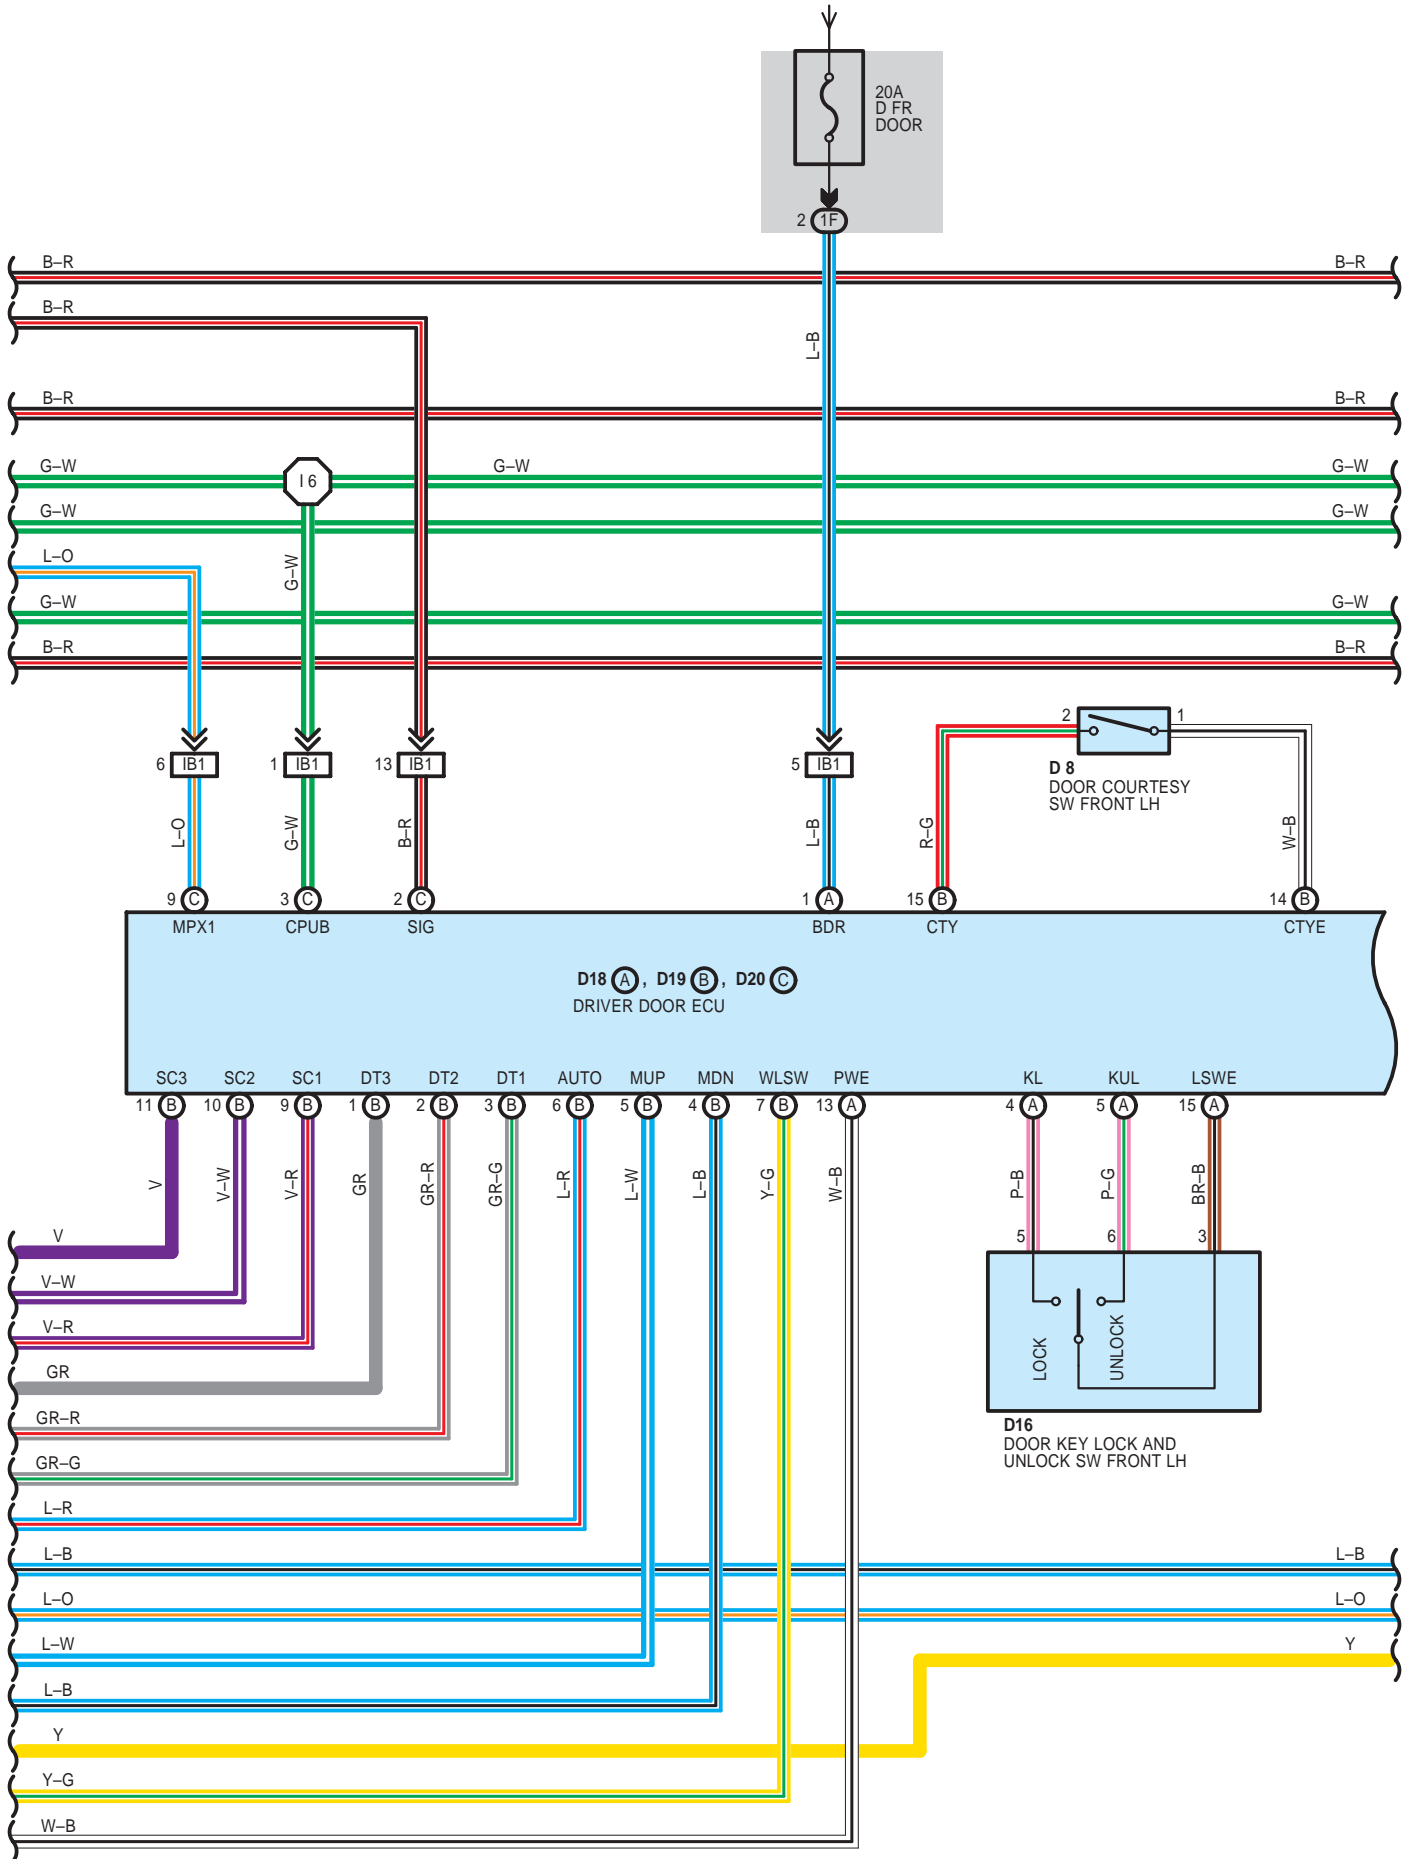 20A
D FR
DOOR
2 1F
B–R B–R
B–R
L–B
B–R B–R
G–W G–W G–W
I 6
G–W G–W
L–O
G–W
G–W G–W
B–R B–R
2 1
6 IB1 1 IB1 13 IB1 5 IB1
D 8
DOOR COURTESY
SW FRONT LH
L–O G–W B–R L–B R–G W–B
9 C 3 C 2 C 1 A 15 B 14 B
MPX1 CPUB SIG BDR CTY CTYE
D18 A , D19 B , D20 C
DRIVER DOOR ECU
SC3 SC2 SC1 DT3 DT2 DT1 AUTO MUP MDN WLSW PWE KL KUL LSWE
11 B 10 B 9 B 1 B 2 B 3 B 6 B 5 B 4 B 7 B 13 A 4 A 5 A 15 A
V V–W V–R GR GR–R GR–G L–R L–W L–B Y–G W–B P–B P–G BR–B
V
5 6 3
V–W
V–R
LOCK UNLOCK
GR
GR–R
D16
DOOR KEY LOCK AND
UNLOCK SW FRONT LH
GR–G
L–R
L–B L–B
L–O L–O
L–W Y
L–B
Y
Y–G
W–B